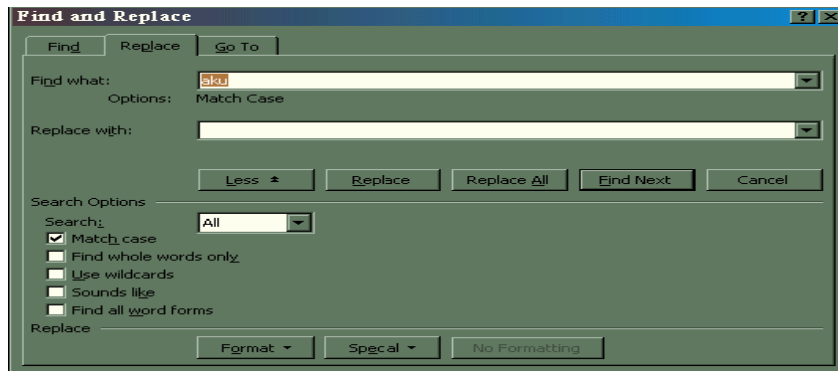 Find and Replace
Find Replace Go To
Find what: aku
Options: Match Case
Replace with:
Less Replace Replace All Find Next Cancel
Search Options
Search: All
Match case
Find whole words only
Use wildcards
Sounds like
Find all word forms
Replace
Format Special No Formatting